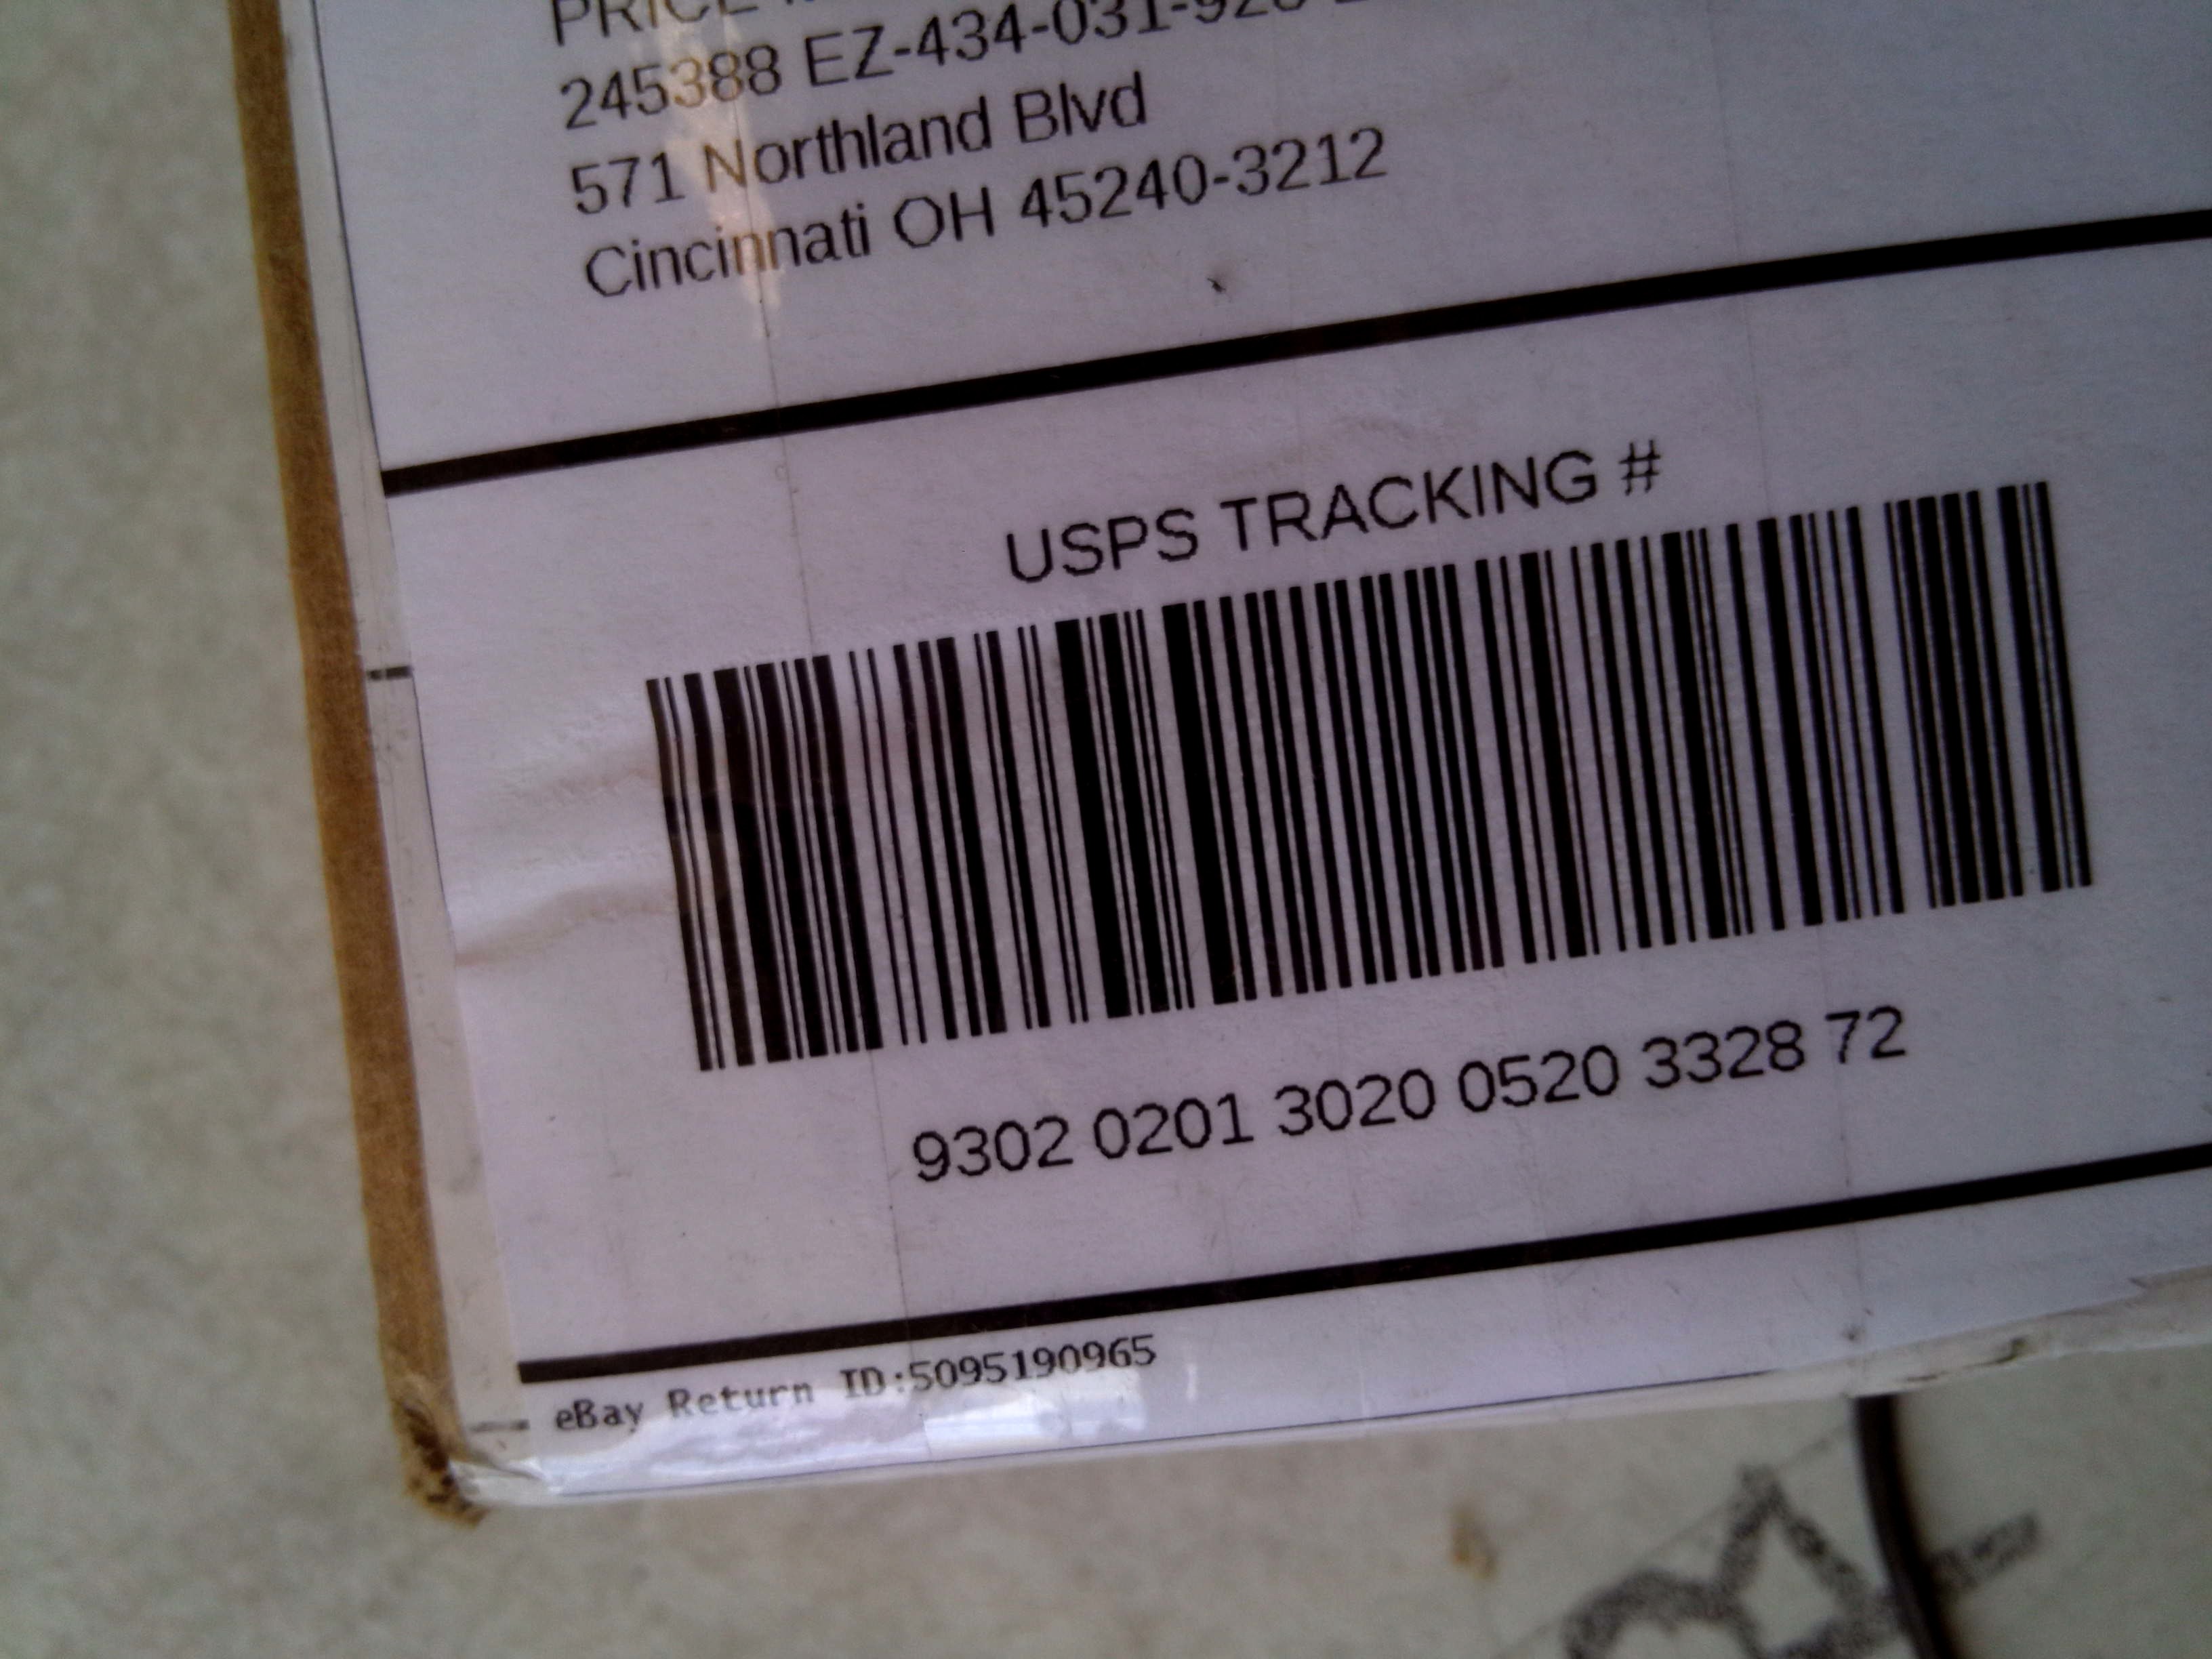 245388 EZ-434-031-928
571 Northland Blvd
Cincinnati OH 45240-3212
USPS TRACKING #
9302 0201 3020 0520 3328 72
eBay Return ID:5095190965